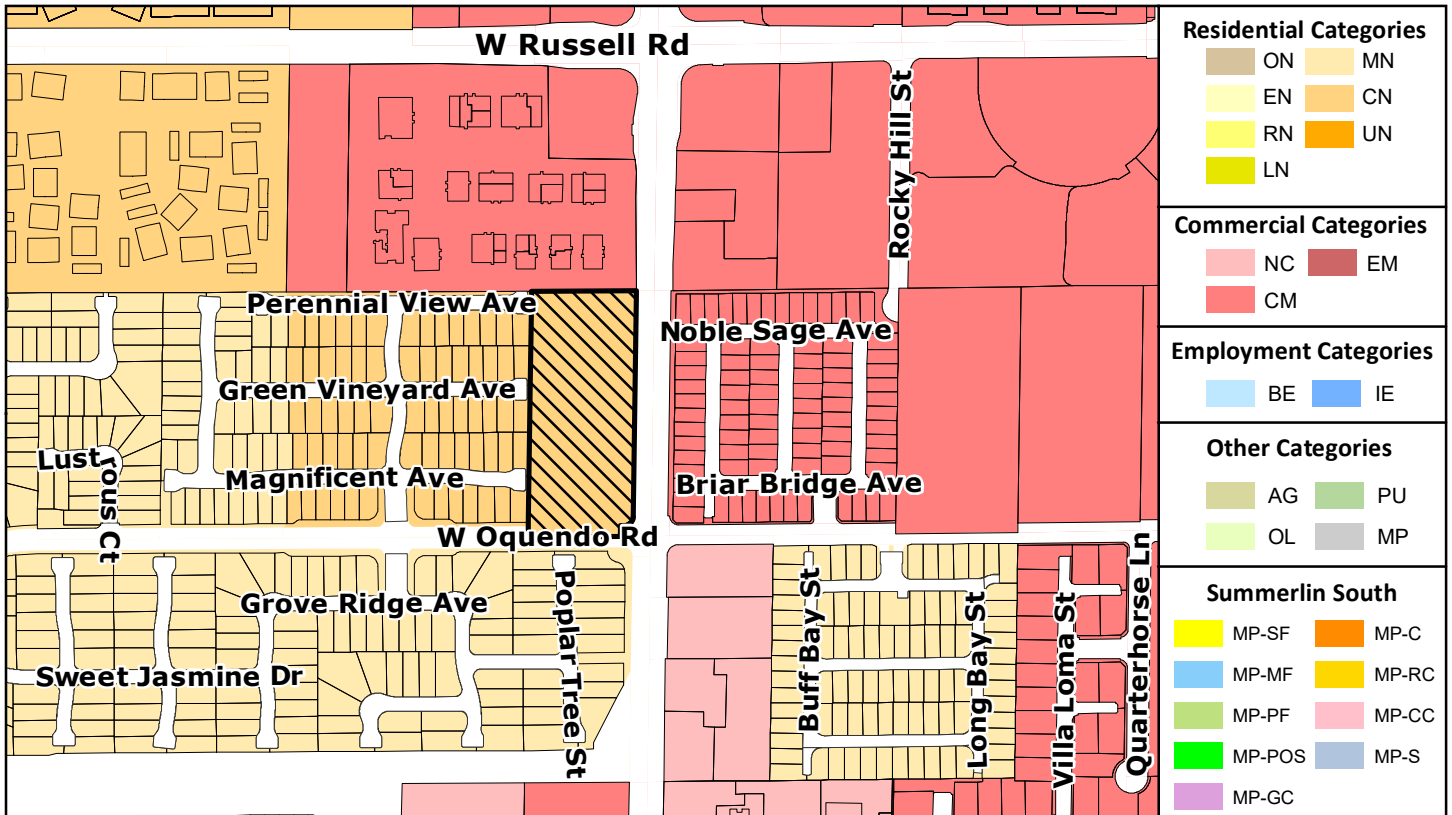 W Russell Rd
Rocky Hill St
Perennial View Ave
Noble Sage Ave
Green Vineyard Ave
Lustrous Ct
Magnificent Ave
Briar Bridge Ave
W Oquendo Rd
Grove Ridge Ave
Poplar Tree St
Sweet Jasmine Dr
Buff Bay St
Long Bay St
Villa Loma St
Quarterhorse Ln
Residential Categories
ON MN
EN CN
RN UN
LN
Commercial Categories
NC EM
CM
Employment Categories
BE IE
Other Categories
AG PU
OL MP
Summerlin South
MP-SF MP-C
MP-MF MP-RC
MP-PF MP-CC
MP-POS MP-S
MP-GC